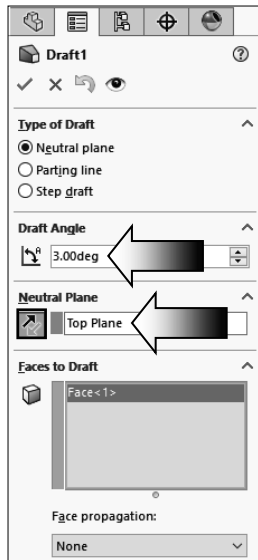 Draft1
Type of Draft
Neutral plane
Parting line
Step draft
Draft Angle
3.00deg
Neutral Plane
Top Plane
Faces to Draft
Face<1>
Face propagation:
None